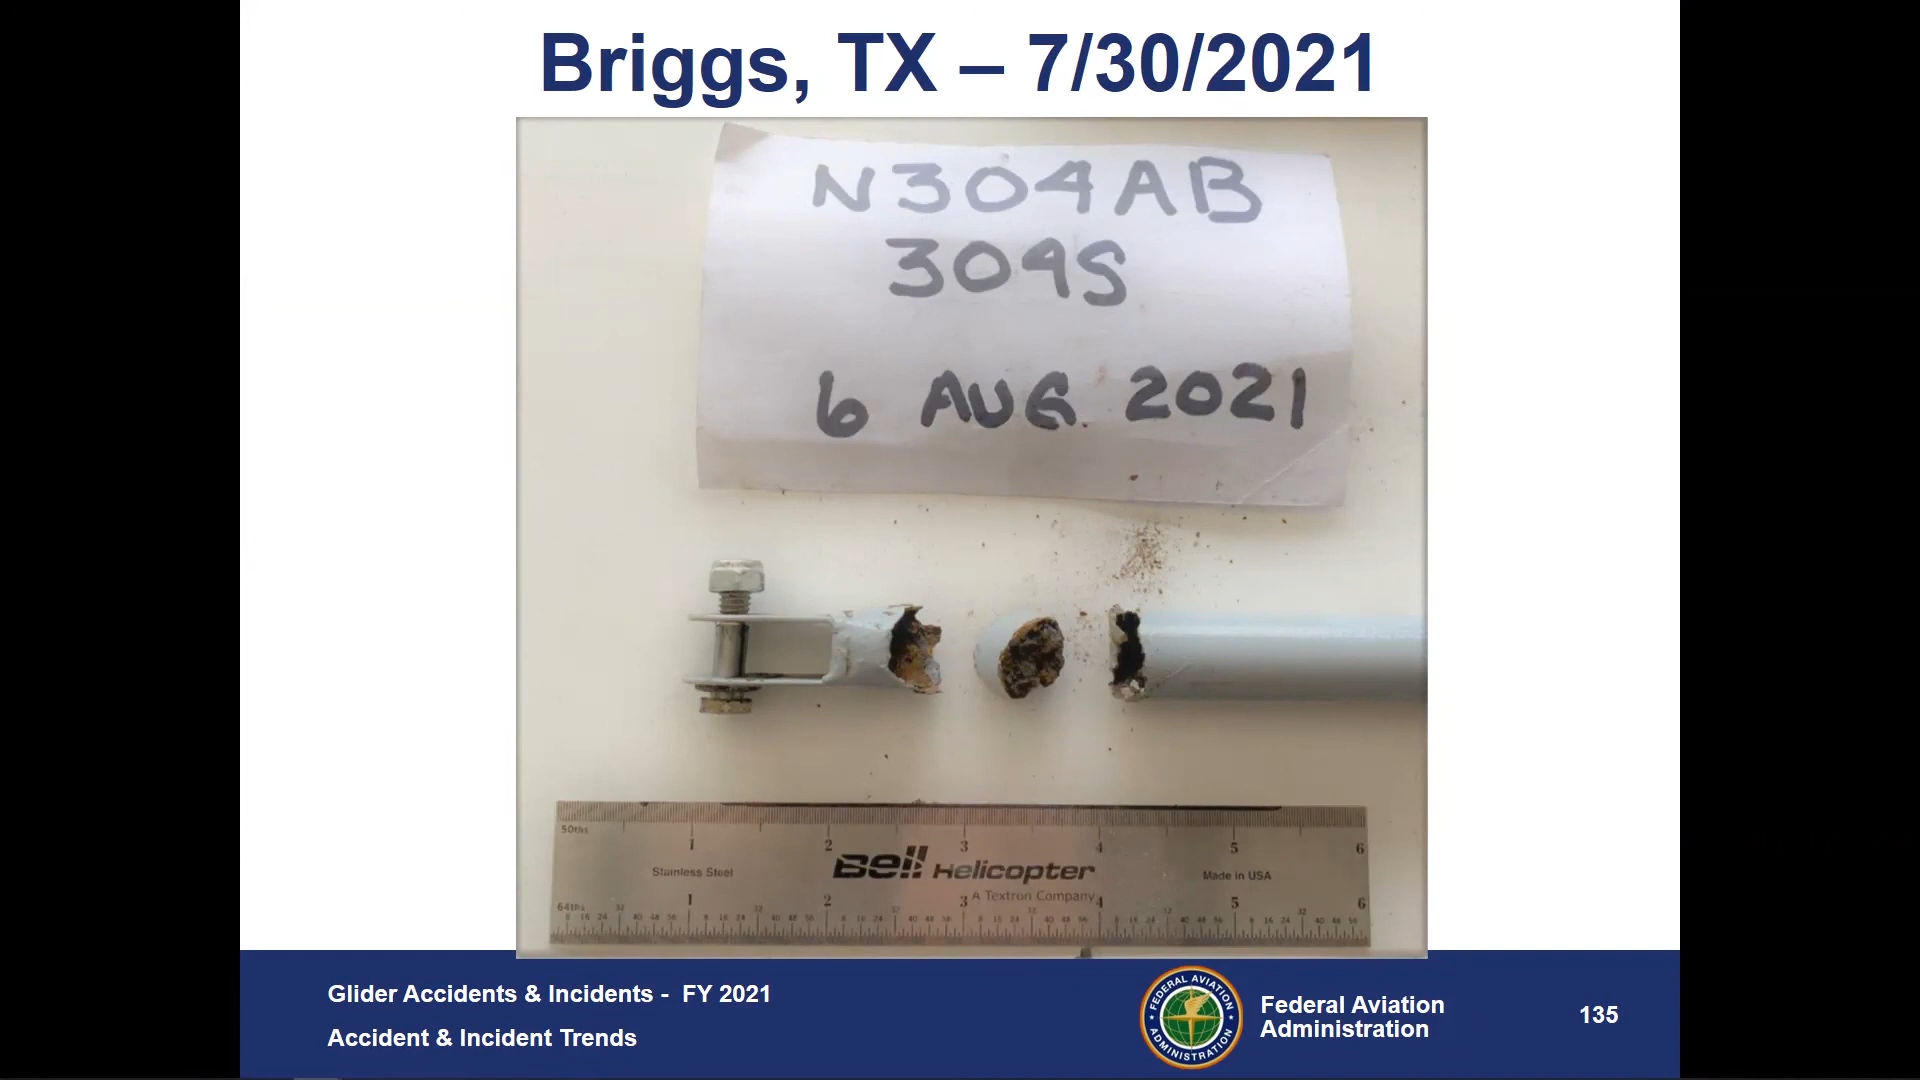 Briggs, TX – 7/30/2021
N304AB
304S
6 AUG. 2021
50ths
1 2 3 4 5 6
Stainless Steel
Bell Helicopter
Made in USA
A Textron Company
64ths
1 2 3 4 5 6
Glider Accidents & Incidents - FY 2021
Accident & Incident Trends
FEDERAL AVIATION
ADMINISTRATION
Federal Aviation
Administration
135